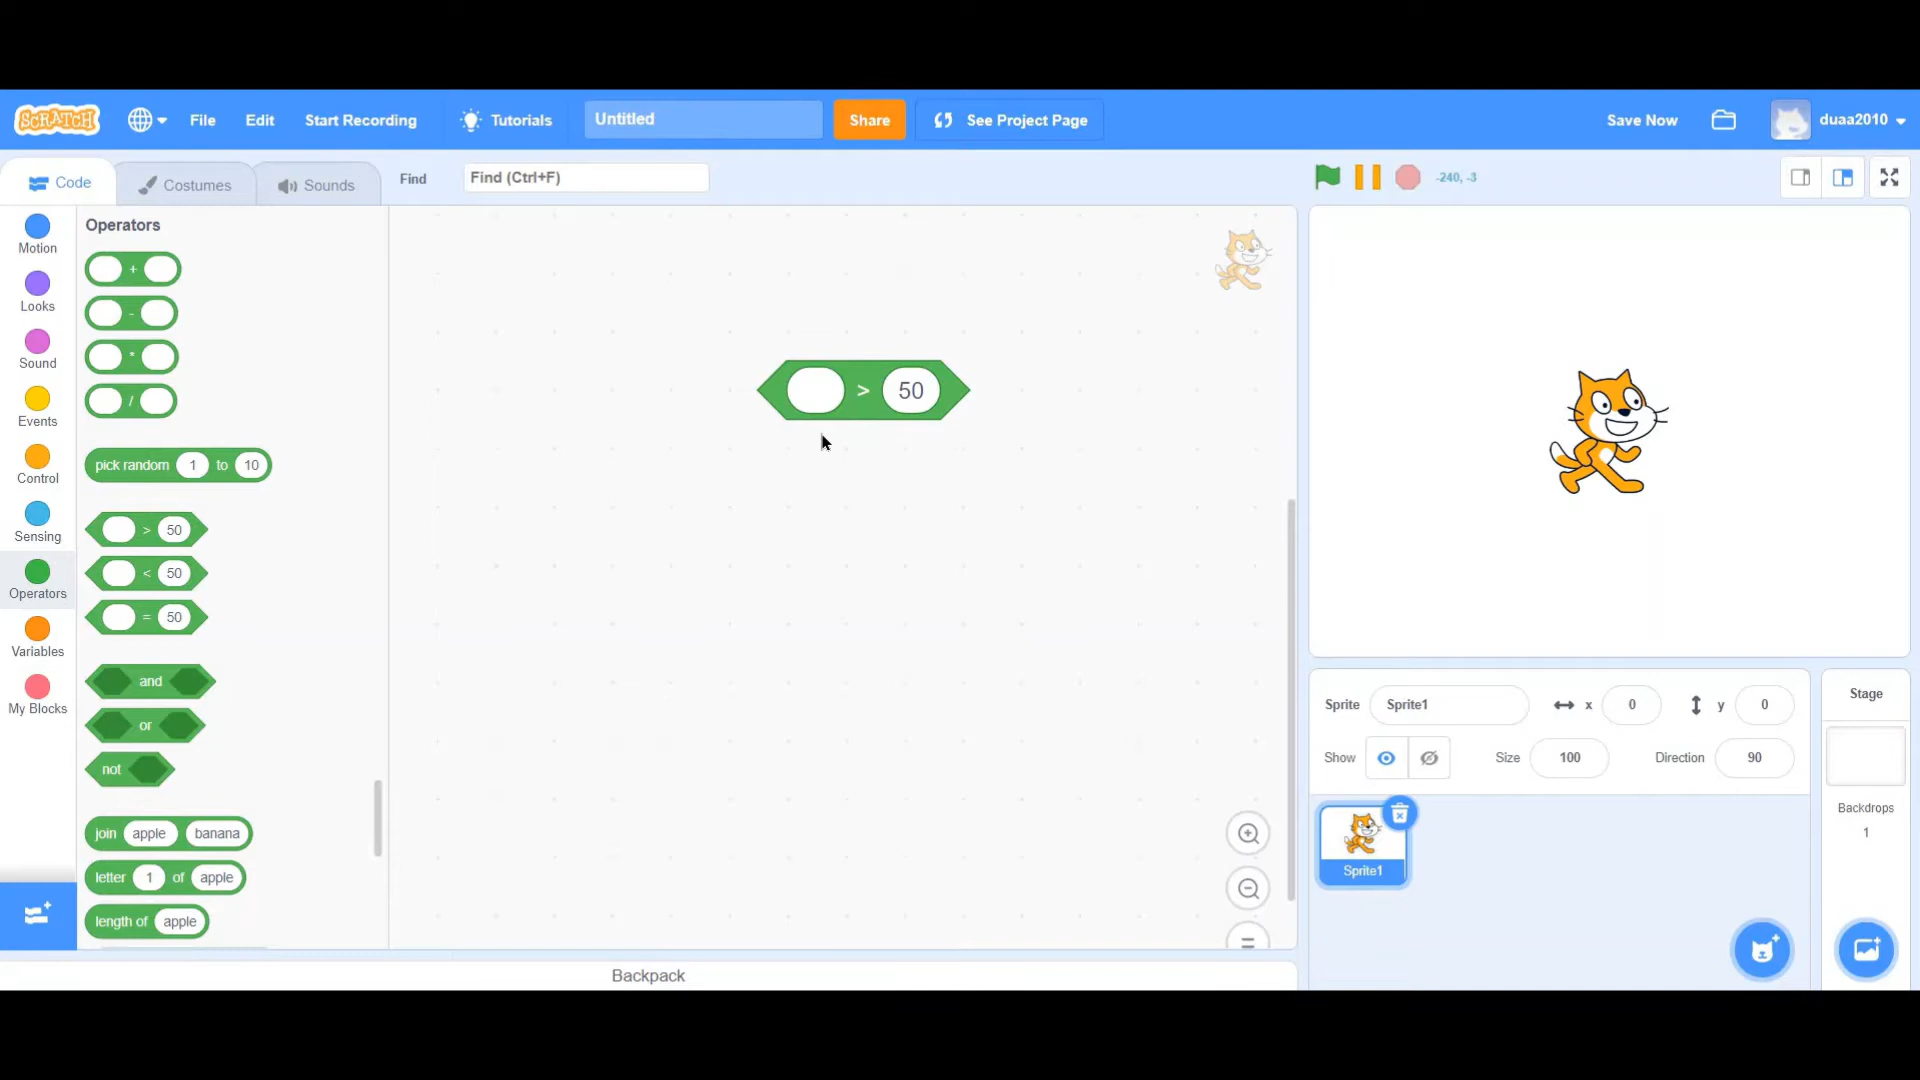 SCRATCH File Edit Start Recording Tutorials Untitled Share See Project Page Save Now duaa2010
Code Costumes Sounds Find Find (Ctrl+F) -240, -3
Motion
Looks
Sound
Events
Control
Sensing
Operators
Variables
My Blocks
Operators
+
-
*
/
pick random 1 to 10
> 50
< 50
= 50
and
or
not
join apple banana
letter 1 of apple
length of apple
> 50
Backpack
Sprite Sprite1 x 0 y 0
Show Size 100 Direction 90
Sprite1
Stage
Backdrops
1